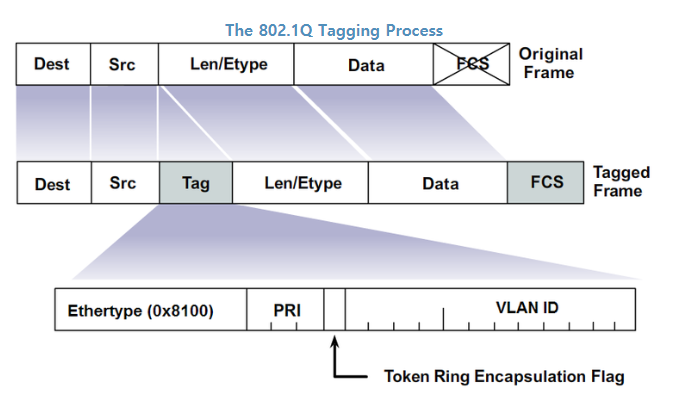 The 802.1Q Tagging Process
Dest Src Len/Etype Data FCS
Original
Frame
Dest Src Tag Len/Etype Data FCS
Tagged
Frame
Ethertype (0x8100) PRI VLAN ID
Token Ring Encapsulation Flag